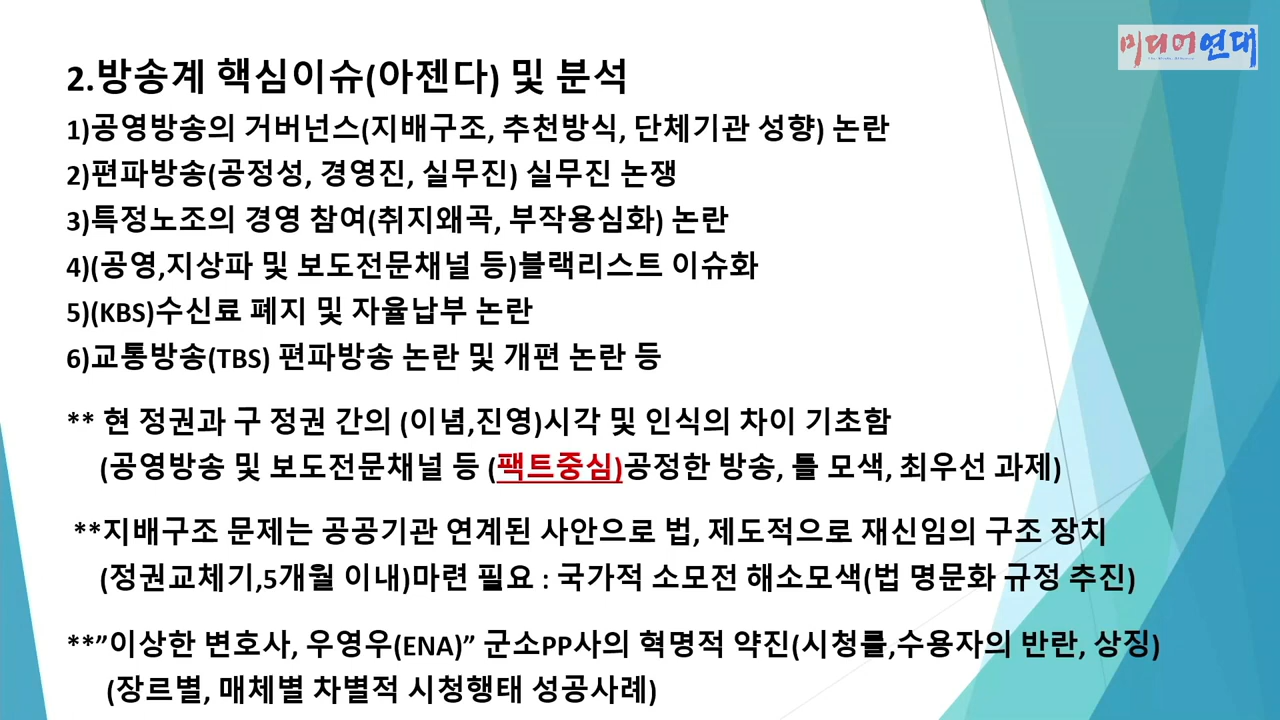 미디어연대
2.방송계 핵심이슈(아젠다) 및 분석
1)공영방송의 거버넌스(지배구조, 추천방식, 단체기관 성향) 논란
2)편파방송(공정성, 경영진, 실무진) 실무진 논쟁
3)특정노조의 경영 참여(취지왜곡, 부작용심화) 논란
4)(공영,지상파 및 보도전문채널 등)블랙리스트 이슈화
5)(KBS)수신료 폐지 및 자율납부 논란
6)교통방송(TBS) 편파방송 논란 및 개편 논란 등
** 현 정권과 구 정권 간의 (이념,진영)시각 및 인식의 차이 기초함
(공영방송 및 보도전문채널 등 (팩트중심)공정한 방송, 틀 모색, 최우선 과제)
**지배구조 문제는 공공기관 연계된 사안으로 법, 제도적으로 재신임의 구조 장치
(정권교체기,5개월 이내)마련 필요 : 국가적 소모전 해소모색(법 명문화 규정 추진)
**”이상한 변호사, 우영우(ENA)” 군소PP사의 혁명적 약진(시청률,수용자의 반란, 상징)
(장르별, 매체별 차별적 시청행태 성공사례)